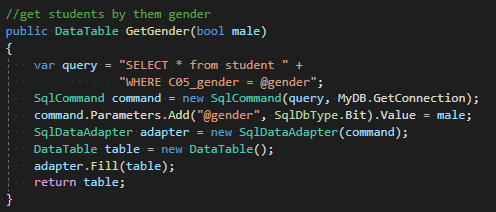 //get students by them gender
public DataTable GetGender(bool male)
{
    var query = "SELECT * from student " +
            "WHERE C05_gender = @gender";
    SqlCommand command = new SqlCommand(query, MyDB.GetConnection);
    command.Parameters.Add("@gender", SqlDbType.Bit).Value = male;
    SqlDataAdapter adapter = new SqlDataAdapter(command);
    DataTable table = new DataTable();
    adapter.Fill(table);
    return table;
}